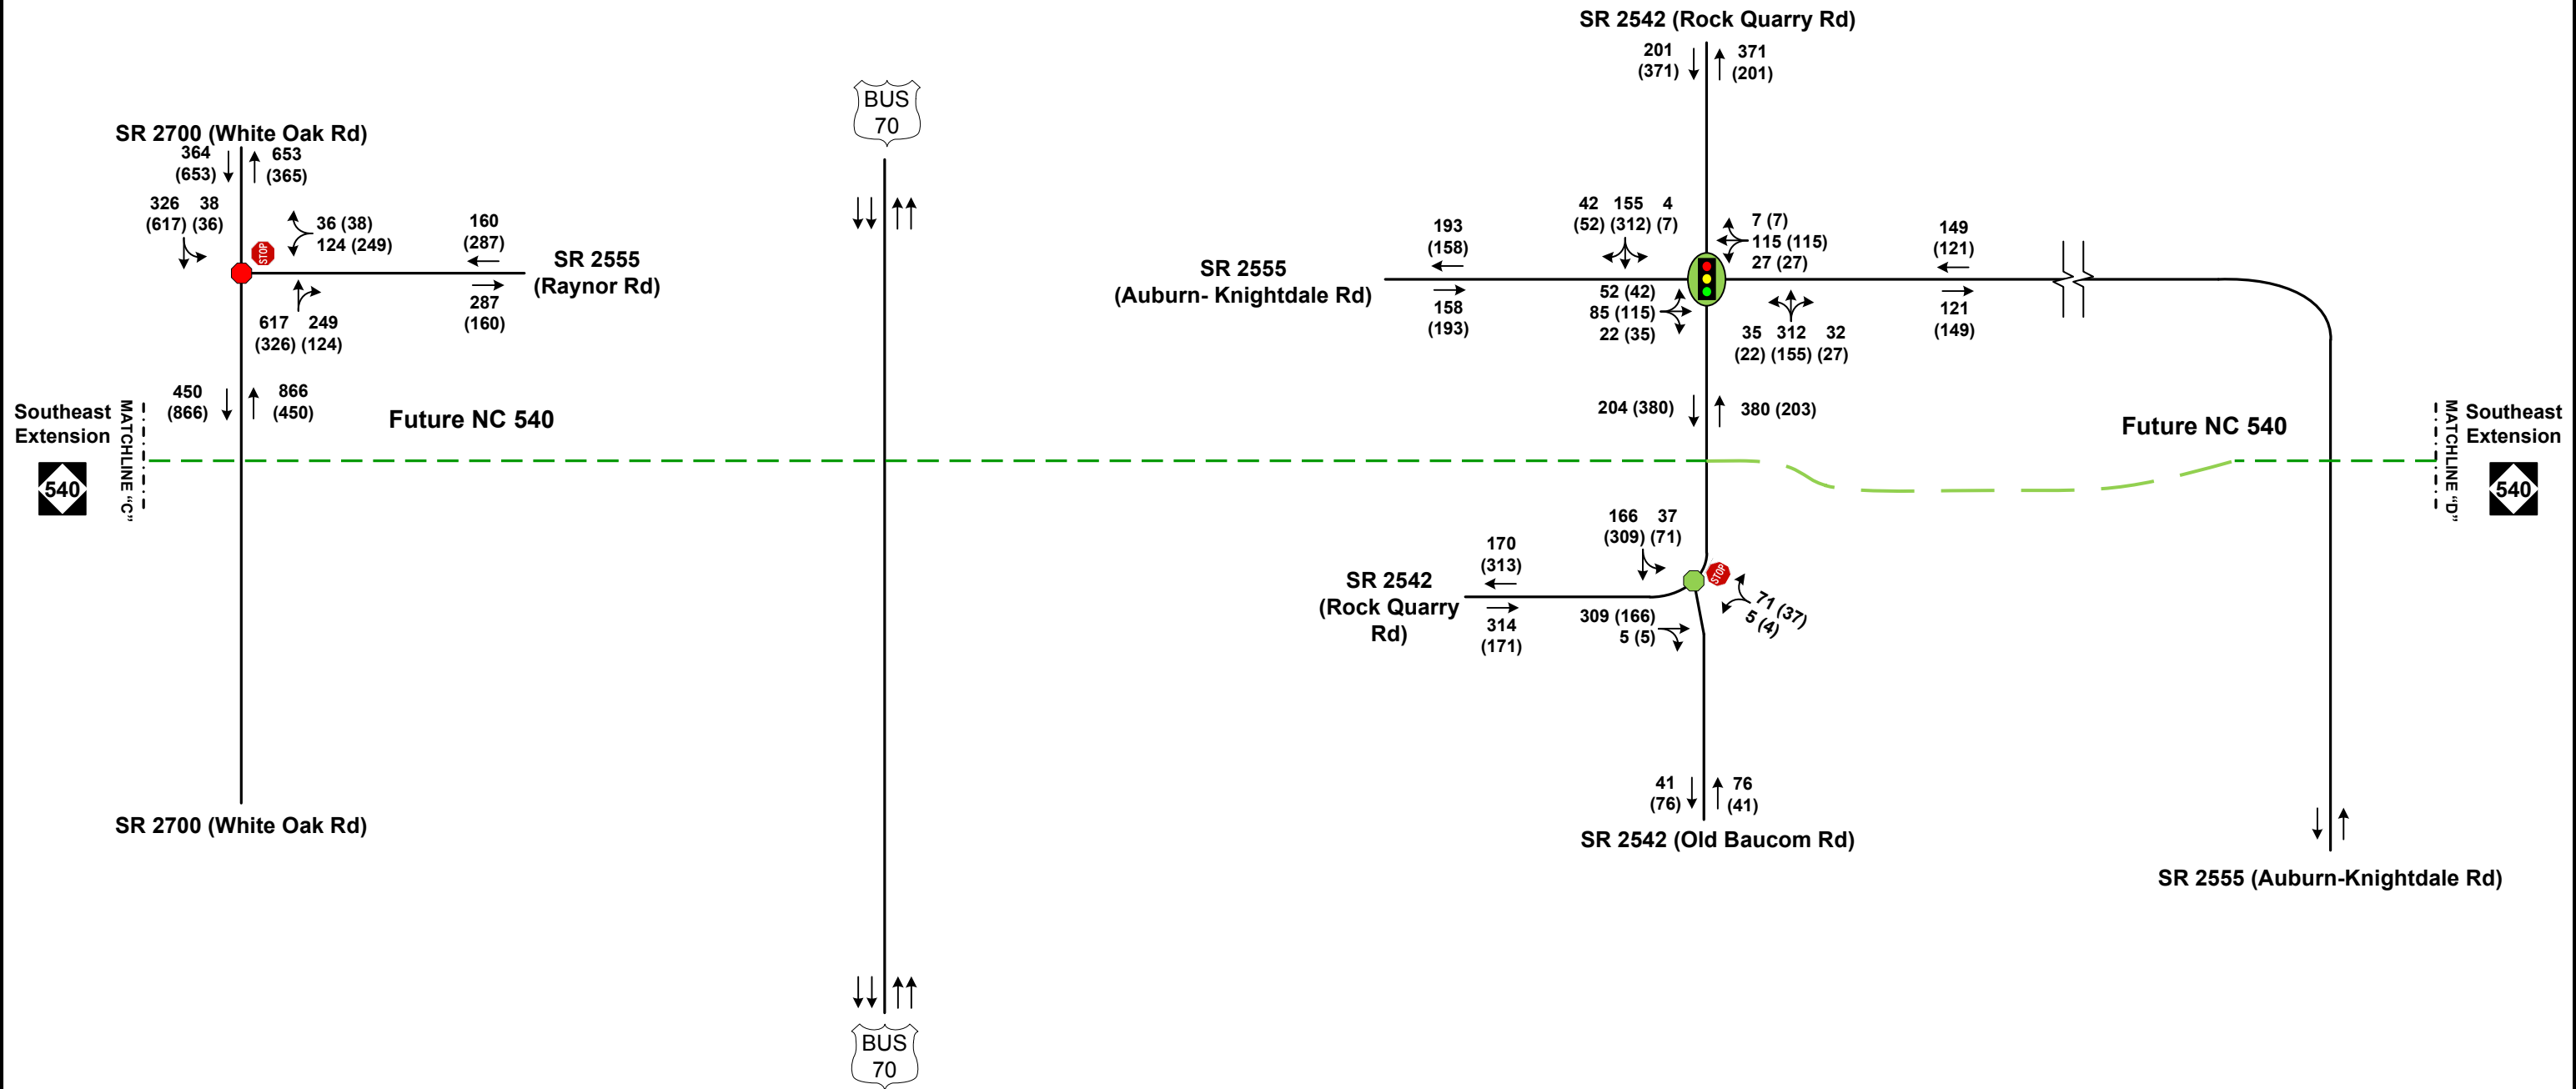 SR 2542 (Rock Quarry Rd)
201
(371)
371
(201)
BUS
70
SR 2700 (White Oak Rd)
364
(653)
653
(365)
326 38
(617) (36)
STOP
36 (38)
124 (249)
160
(287)
SR 2555
(Raynor Rd)
287
(160)
617 249
(326) (124)
450
(866)
866
(450)
Southeast
Extension
540
MATCHLINE “C”
Future NC 540
SR 2700 (White Oak Rd)
BUS
70
193
(158)
SR 2555
(Auburn- Knightdale Rd)
158
(193)
42 155 4
(52) (312) (7)
7 (7)
115 (115)
27 (27)
149
(121)
52 (42)
85 (115)
22 (35)
35 312 32
(22) (155) (27)
121
(149)
204 (380)
380 (203)
Future NC 540
MATCHLINE “D”
Southeast
Extension
540
166 37
(309) (71)
170
(313)
SR 2542
(Rock Quarry
Rd)
314
(171)
309 (166)
5 (5)
STOP
71 (37)
5 (4)
41
(76)
76
(41)
SR 2542 (Old Baucom Rd)
SR 2555 (Auburn-Knightdale Rd)